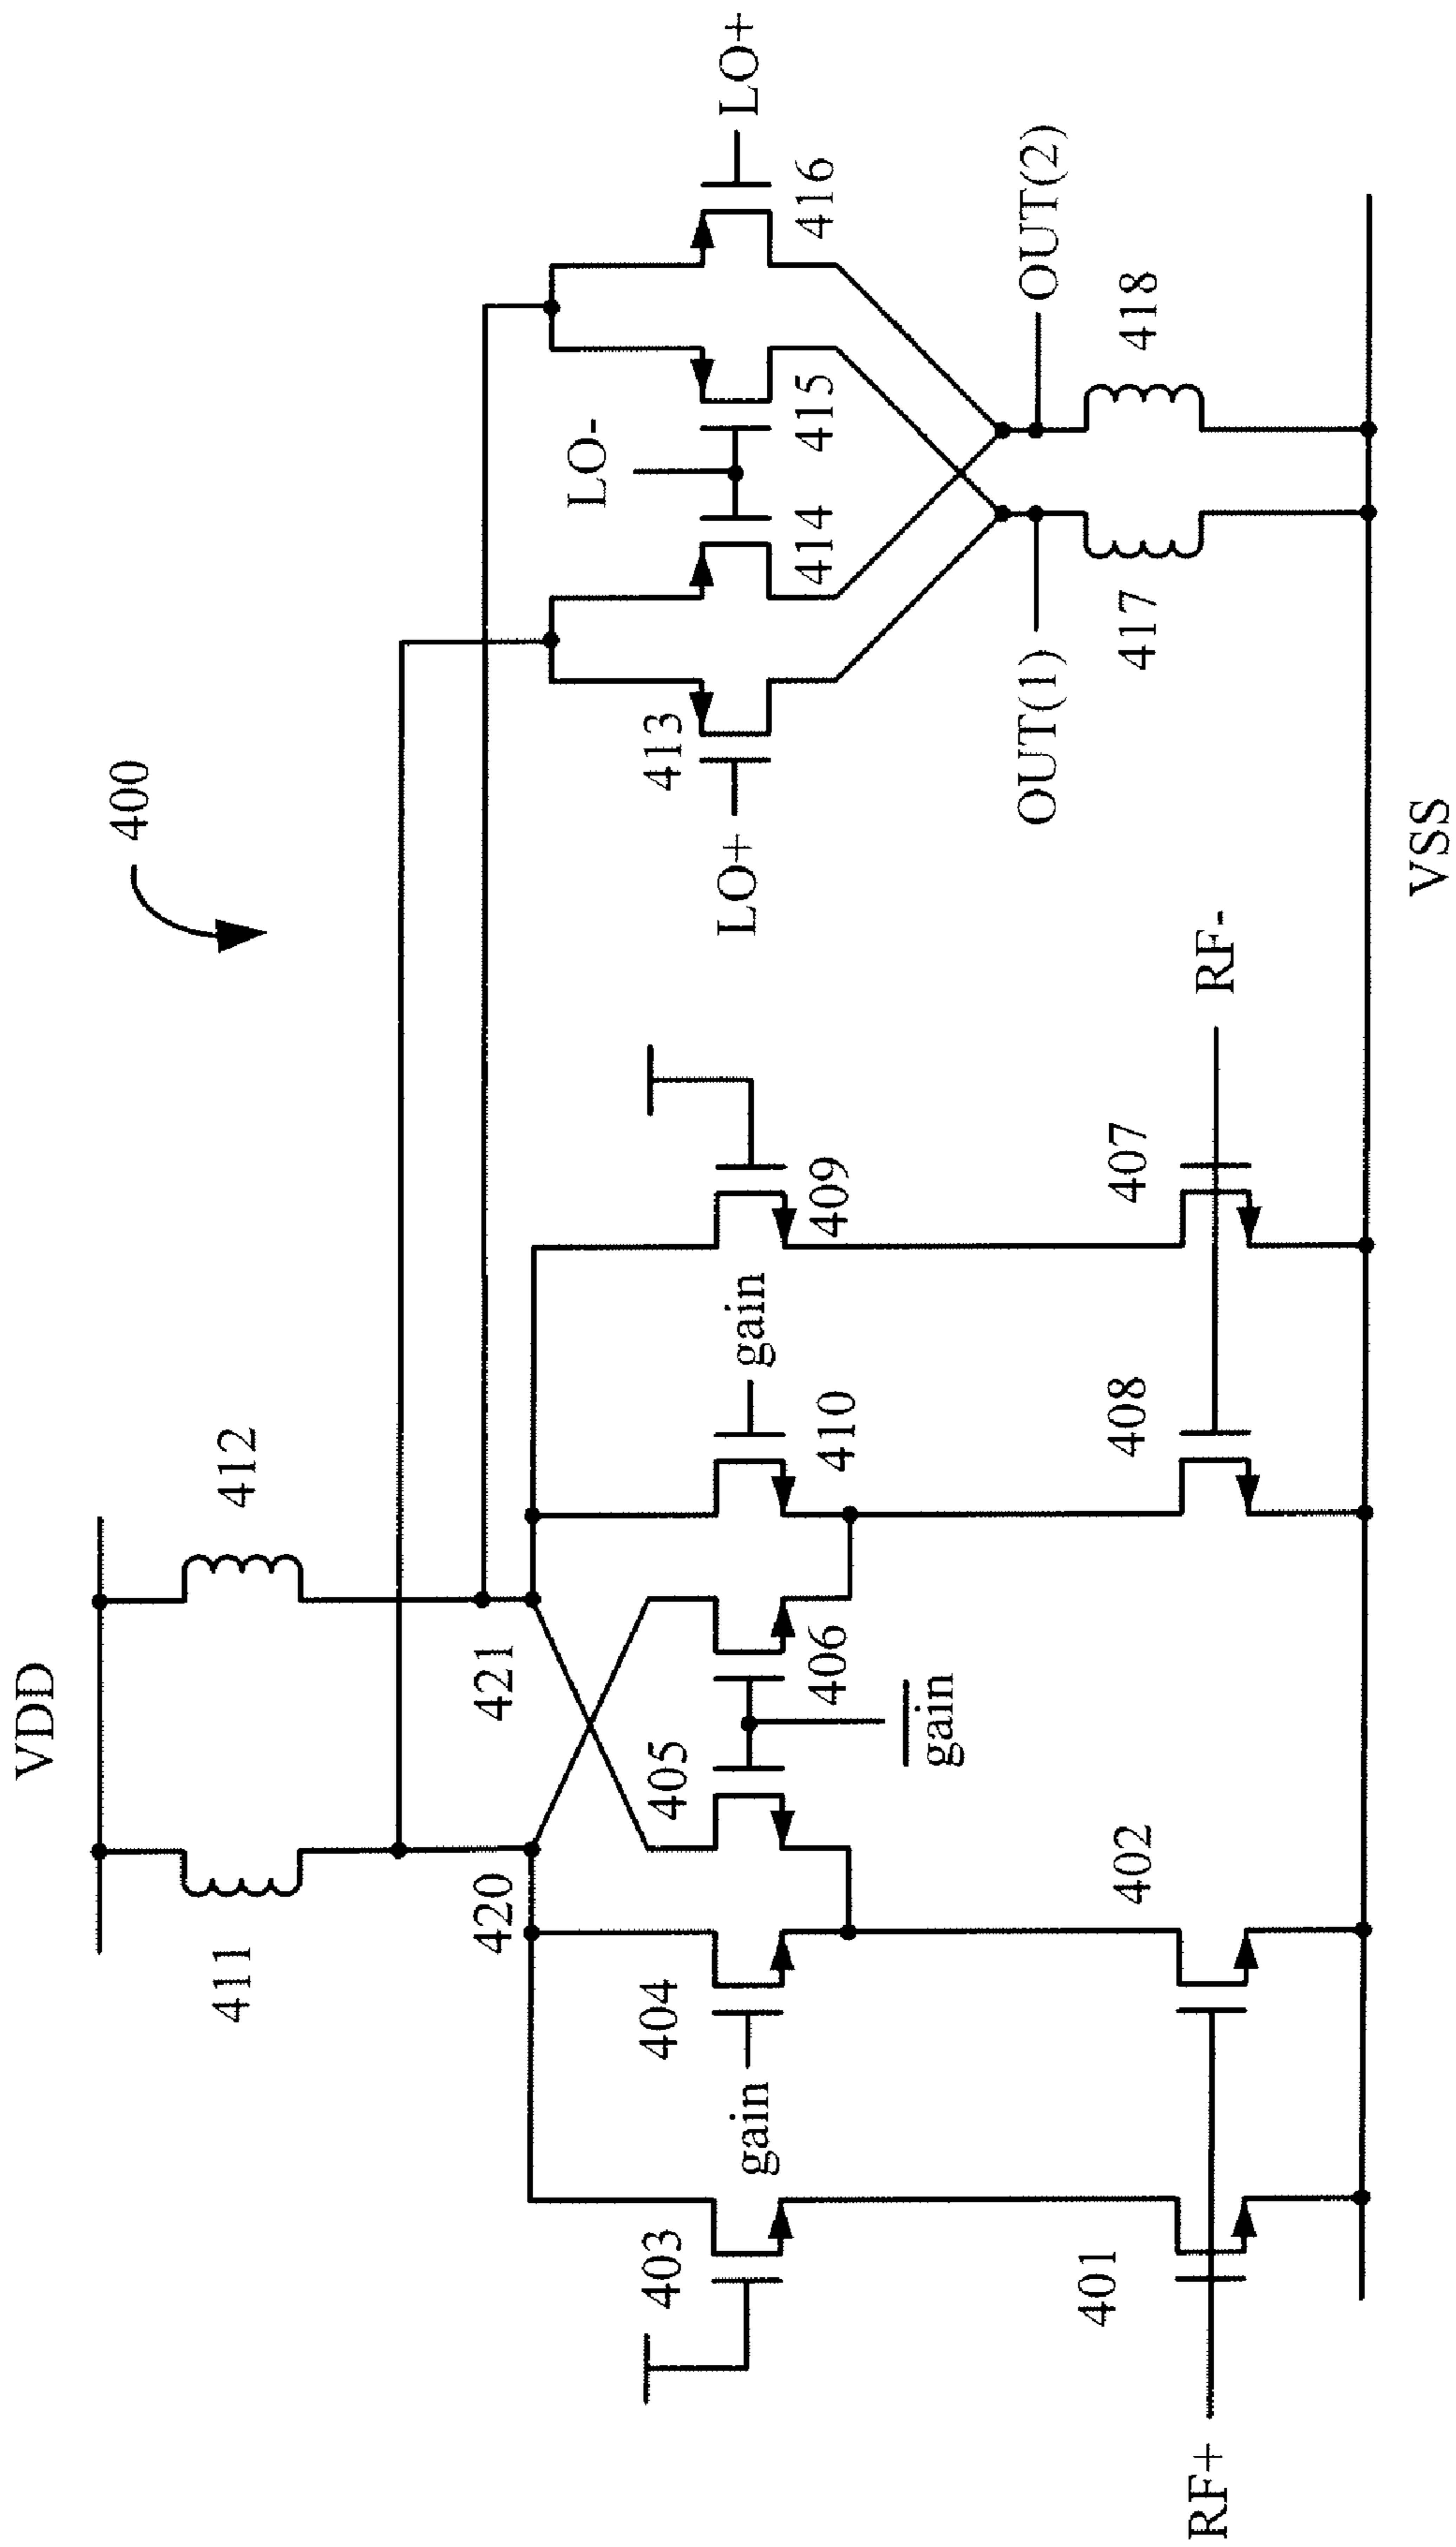 400
VDD
411
412
420
421
403
404
405
406
410
409
gain
gain
gain
401
402
408
407
RF+
RF-
VSS
LO+
LO-
LO+
413
414
415
416
OUT(1)
OUT(2)
417
418